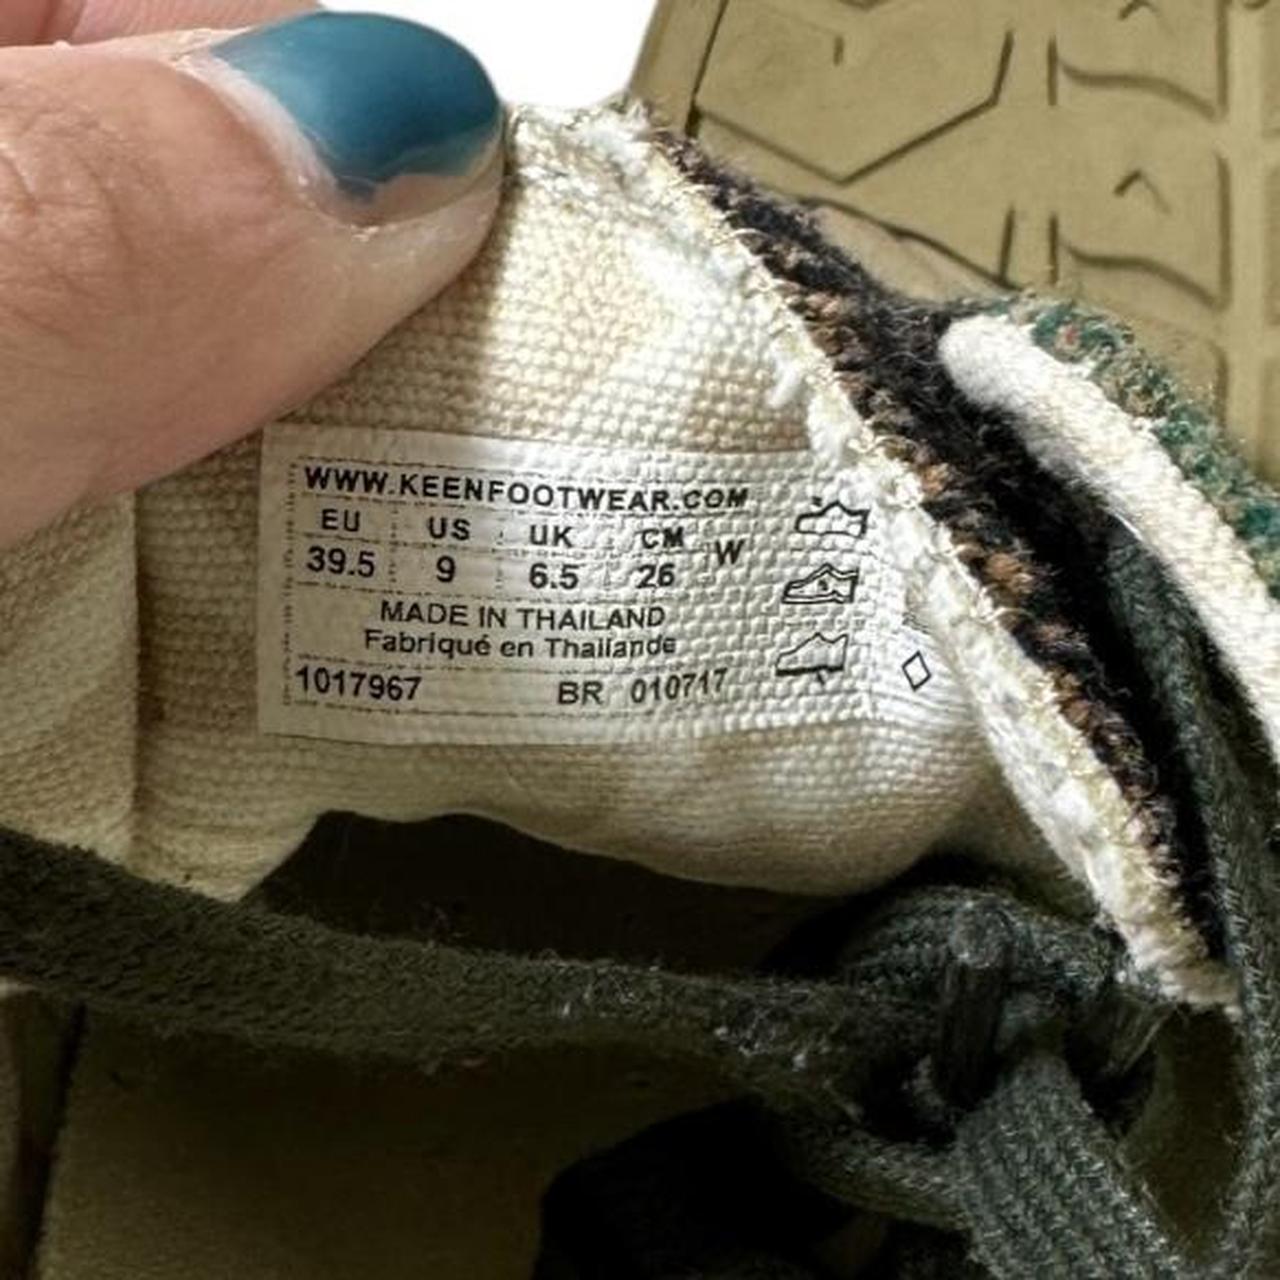 WWW.KEENFOOTWEAR.COM
EU US UK CM W
39.5 9 6.5 26
MADE IN THAILAND
Fabriqué en Thaïlande
1017967 BR 010717